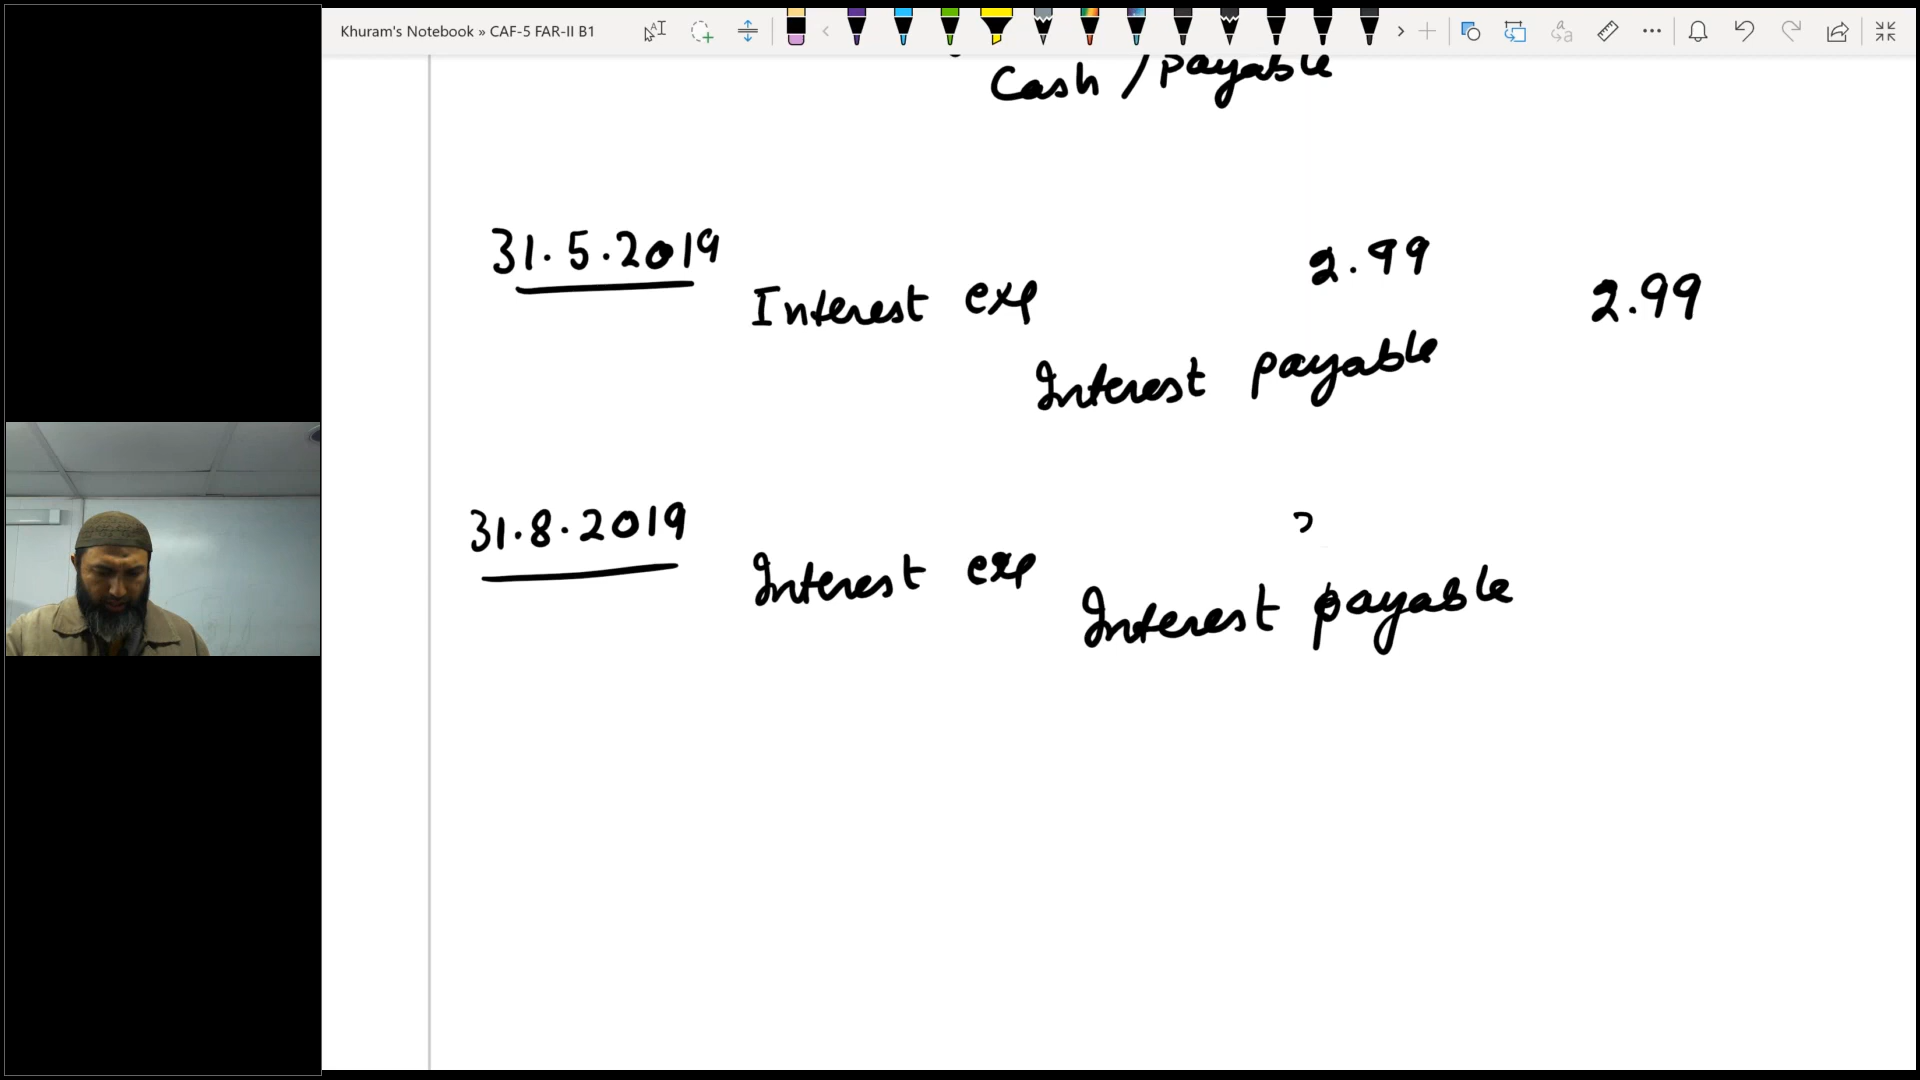 Khuram's Notebook » CAF-5 FAR-II B1
Cash / payable
31.5.2019
Interest exp 2.99
Interest payable 2.99
31.8.2019
Interest exp
Interest payable